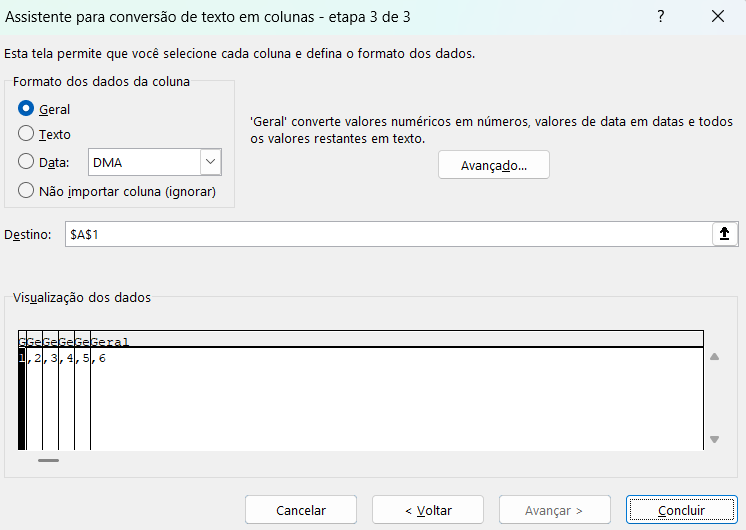 Assistente para conversão de texto em colunas - etapa 3 de 3 ?
Esta tela permite que você selecione cada coluna e defina o formato dos dados.
Formato dos dados da coluna
Geral
Texto
Data: DMA
Não importar coluna (ignorar)
'Geral' converte valores numéricos em números, valores de data em datas e todos
os valores restantes em texto.
Avançado...
Destino: $A$1
Visualização dos dados
GGeGeGeGeGeral
1,2,3,4,5,6
Cancelar < Voltar Avançar > Concluir